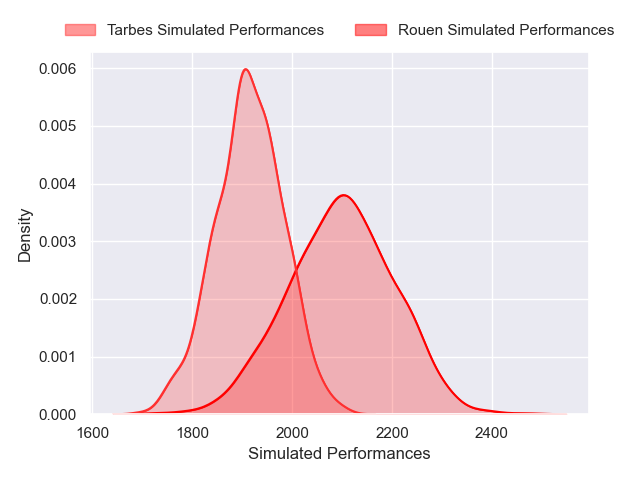 Tarbes Simulated Performances Rouen Simulated Performances
0.006
0.005
0.004
0.003
0.002
0.001
0.000
Density
1600 1800 2000 2200 2400
Simulated Performances